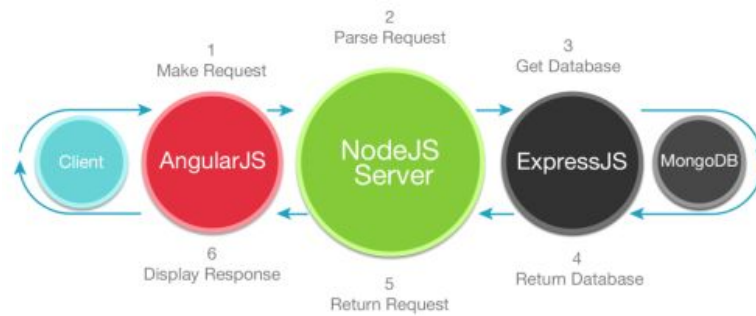 1
Make Request
2
Parse Request
3
Get Database
Client
AngularJS
NodeJS
Server
ExpressJS
MongoDB
6
Display Response
5
Return Request
4
Return Database